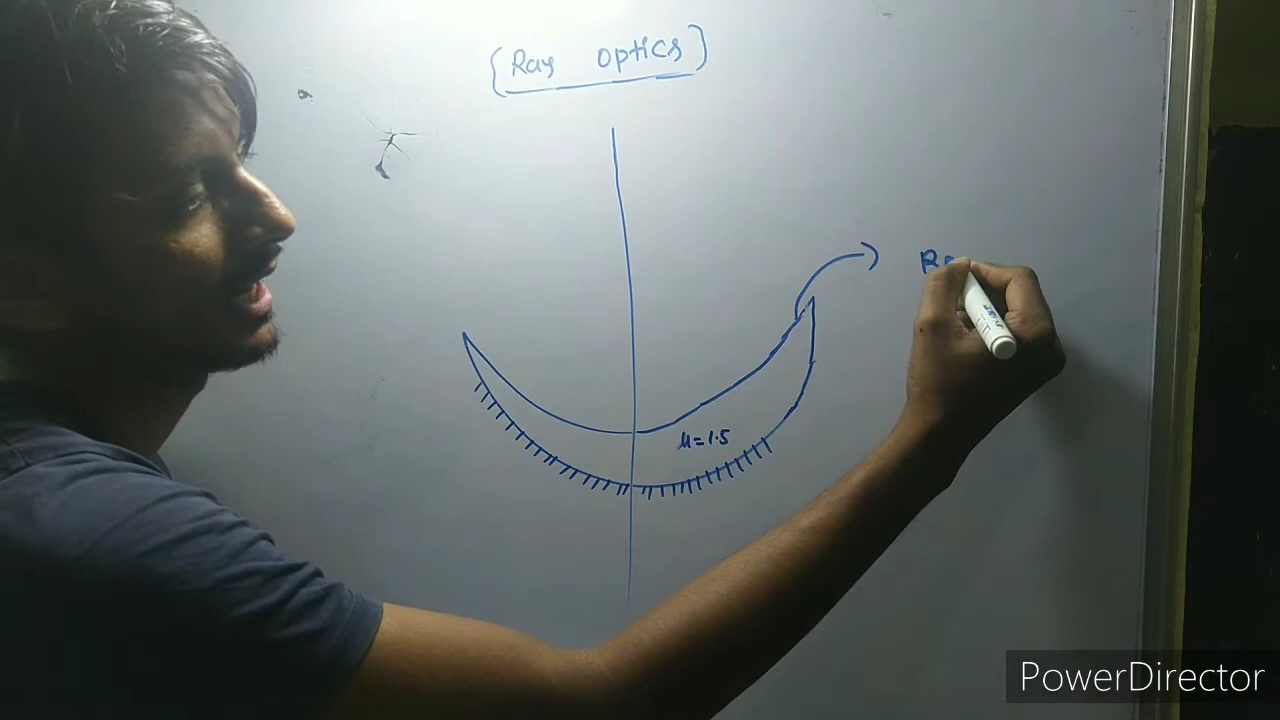 (Ray optics)
R
μ=1.5
PowerDirector